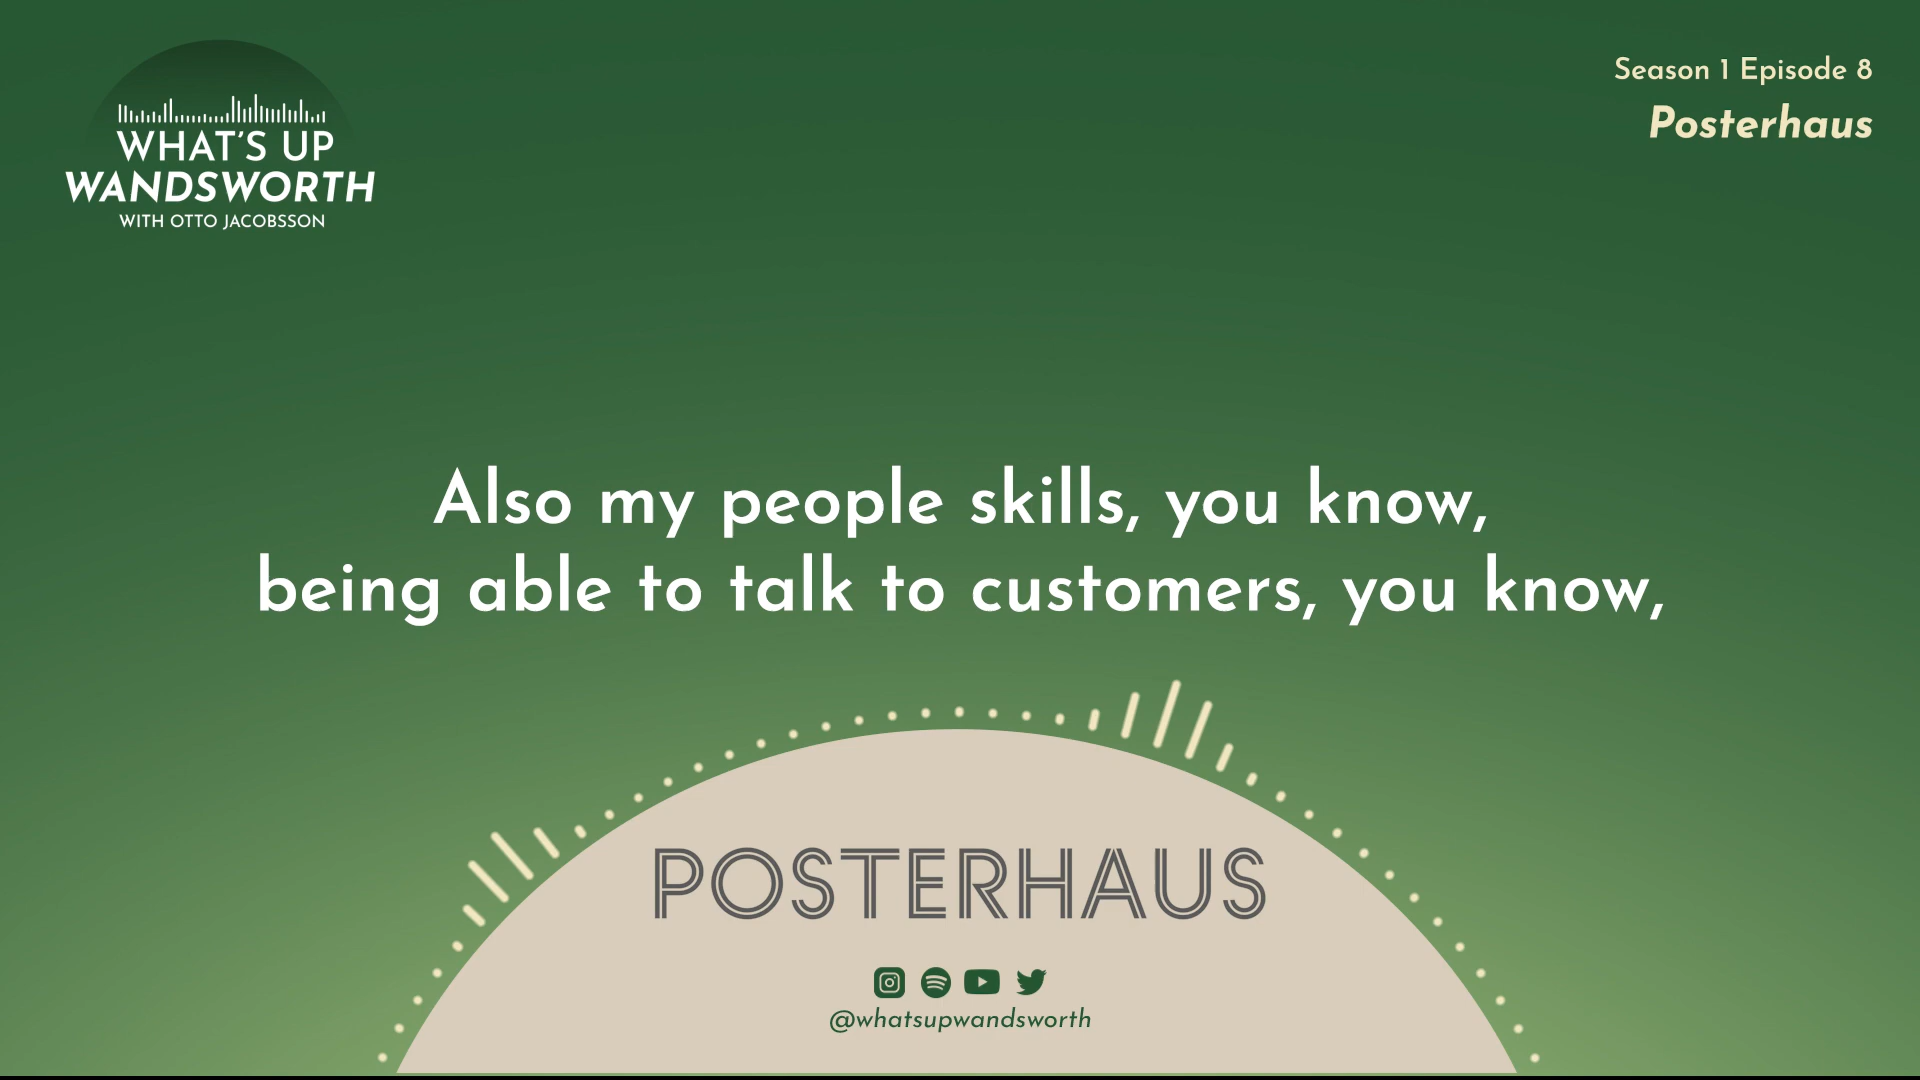 WHAT'S UP
WANDSWORTH
WITH OTTO JACOBSSON
Season 1 Episode 8
Posterhaus
Also my people skills, you know,
being able to talk to customers, you know,
POSTERHAUS
@whatsupwandsworth